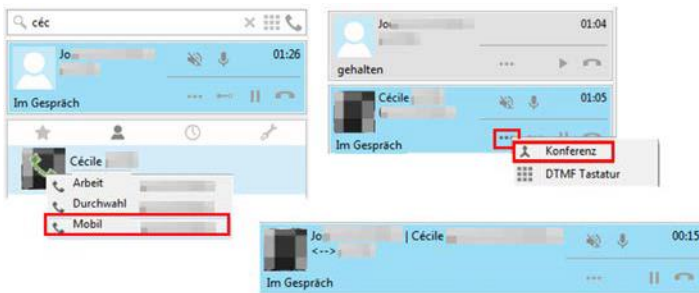 céc
Jo
01:26
Im Gespräch
Cécile
Arbeit
Durchwahl
Mobil
01:04
gehalten
Cécile
01:05
Im Gespräch
Konferenz
DTMF Tastatur
Jo | Cécile
<-->
00:15
Im Gespräch